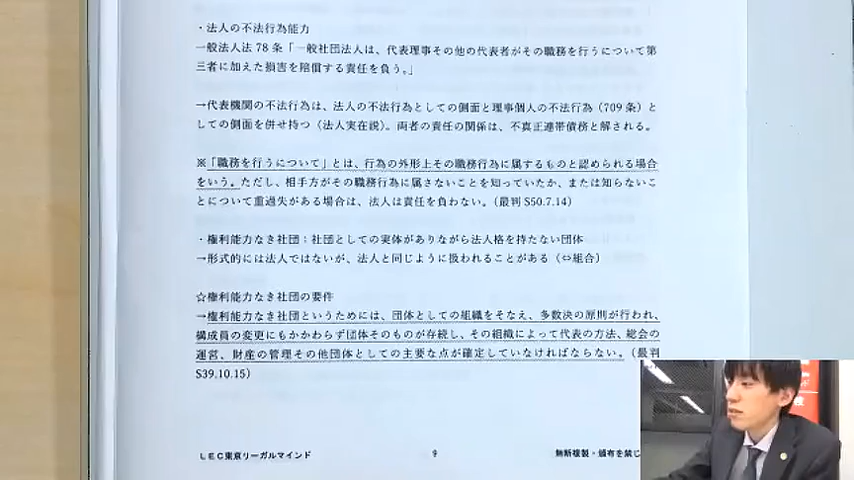 ・法人の不法行為能力
一般法人法 78 条「一般社団法人は、代表理事その他の代表者がその職務を行うについて第
三者に加えた損害を賠償する責任を負う。」
→代表機関の不法行為は、法人の不法行為としての側面と理事個人の不法行為（709 条）と
しての側面を併せ持つ（法人実在説）。両者の責任の関係は、不真正連帯債務と解される。
※「職務を行うについて」とは、行為の外形上その職務行為に属するものと認められる場合
をいう。ただし、相手方がその職務行為に属さないことを知っていたか、または知らないこ
とについて重過失がある場合は、法人は責任を負わない。（最判 S50.7.14）
・権利能力なき社団：社団としての実体がありながら法人格を持たない団体
→形式的には法人ではないが、法人と同じように扱われることがある（⇔組合）
☆権利能力なき社団の要件
→権利能力なき社団というためには、団体としての組織をそなえ、多数決の原則が行われ、
構成員の変更にもかかわらず団体そのものが存続し、その組織によって代表の方法、総会の
運営、財産の管理その他団体としての主要な点が確定していなければならない。（最判
S39.10.15）
ＬＥＣ東京リーガルマインド
9
無断複製・頒布を禁じ